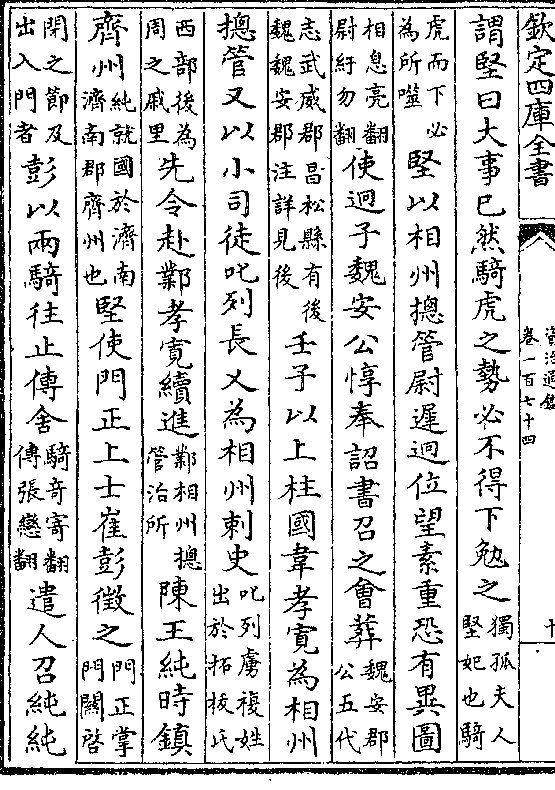 欽定四庫全書
資治通鑑
卷一百七十四
十
謂堅曰大事已然騎虎之勢必不得下勉之獨孤夫人堅妃也騎
虎而下必為所噬堅以相州摠管尉遲迥位望素重恐有異圖
相息亮翻尉紆勿翻使迥子魏安公惇奉詔書召之會葬魏安郡公五代
志武威郡昌松縣有後魏魏安郡注詳見後壬子以上柱國韋孝寛為相州
摠管又以小司徒叱列長乂為相州刺史叱列虜複姓出於拓拔氏
西部後為周之戚里先令赴鄴孝寛續進鄴相州摠管治所陳王純時鎮
齊州純就國於濟南濟南郡齊州也堅使門正上士崔彭徵之門正掌門關啓
閉之節及出入門者彭以兩騎往止傳舍騎奇寄翻傳張戀翻遣人召純純